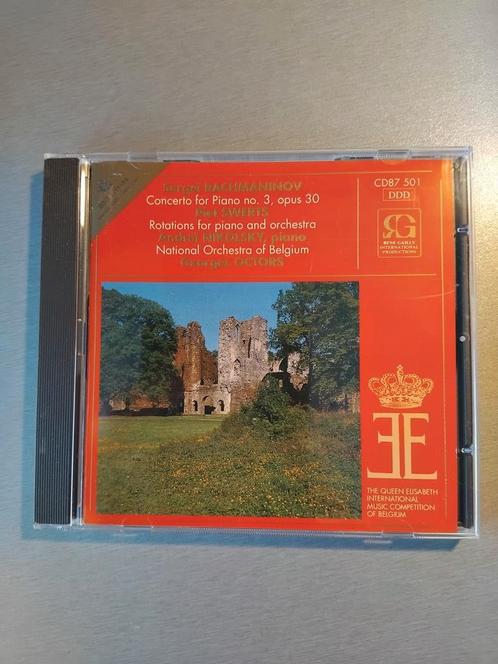 Sergei RACHMANINOV
Concerto for Piano no. 3, opus 30
Piet SWERTS
Rotations for piano and orchestra
Andrei NIKOLSKY, piano
National Orchestra of Belgium
Georges OCTORS
CD87 501
DDD
RG
RENE GAILLY
INTERNATIONAL
PRODUCTIONS
EE
THE QUEEN ELISABETH
INTERNATIONAL
MUSIC COMPETITION
OF BELGIUM